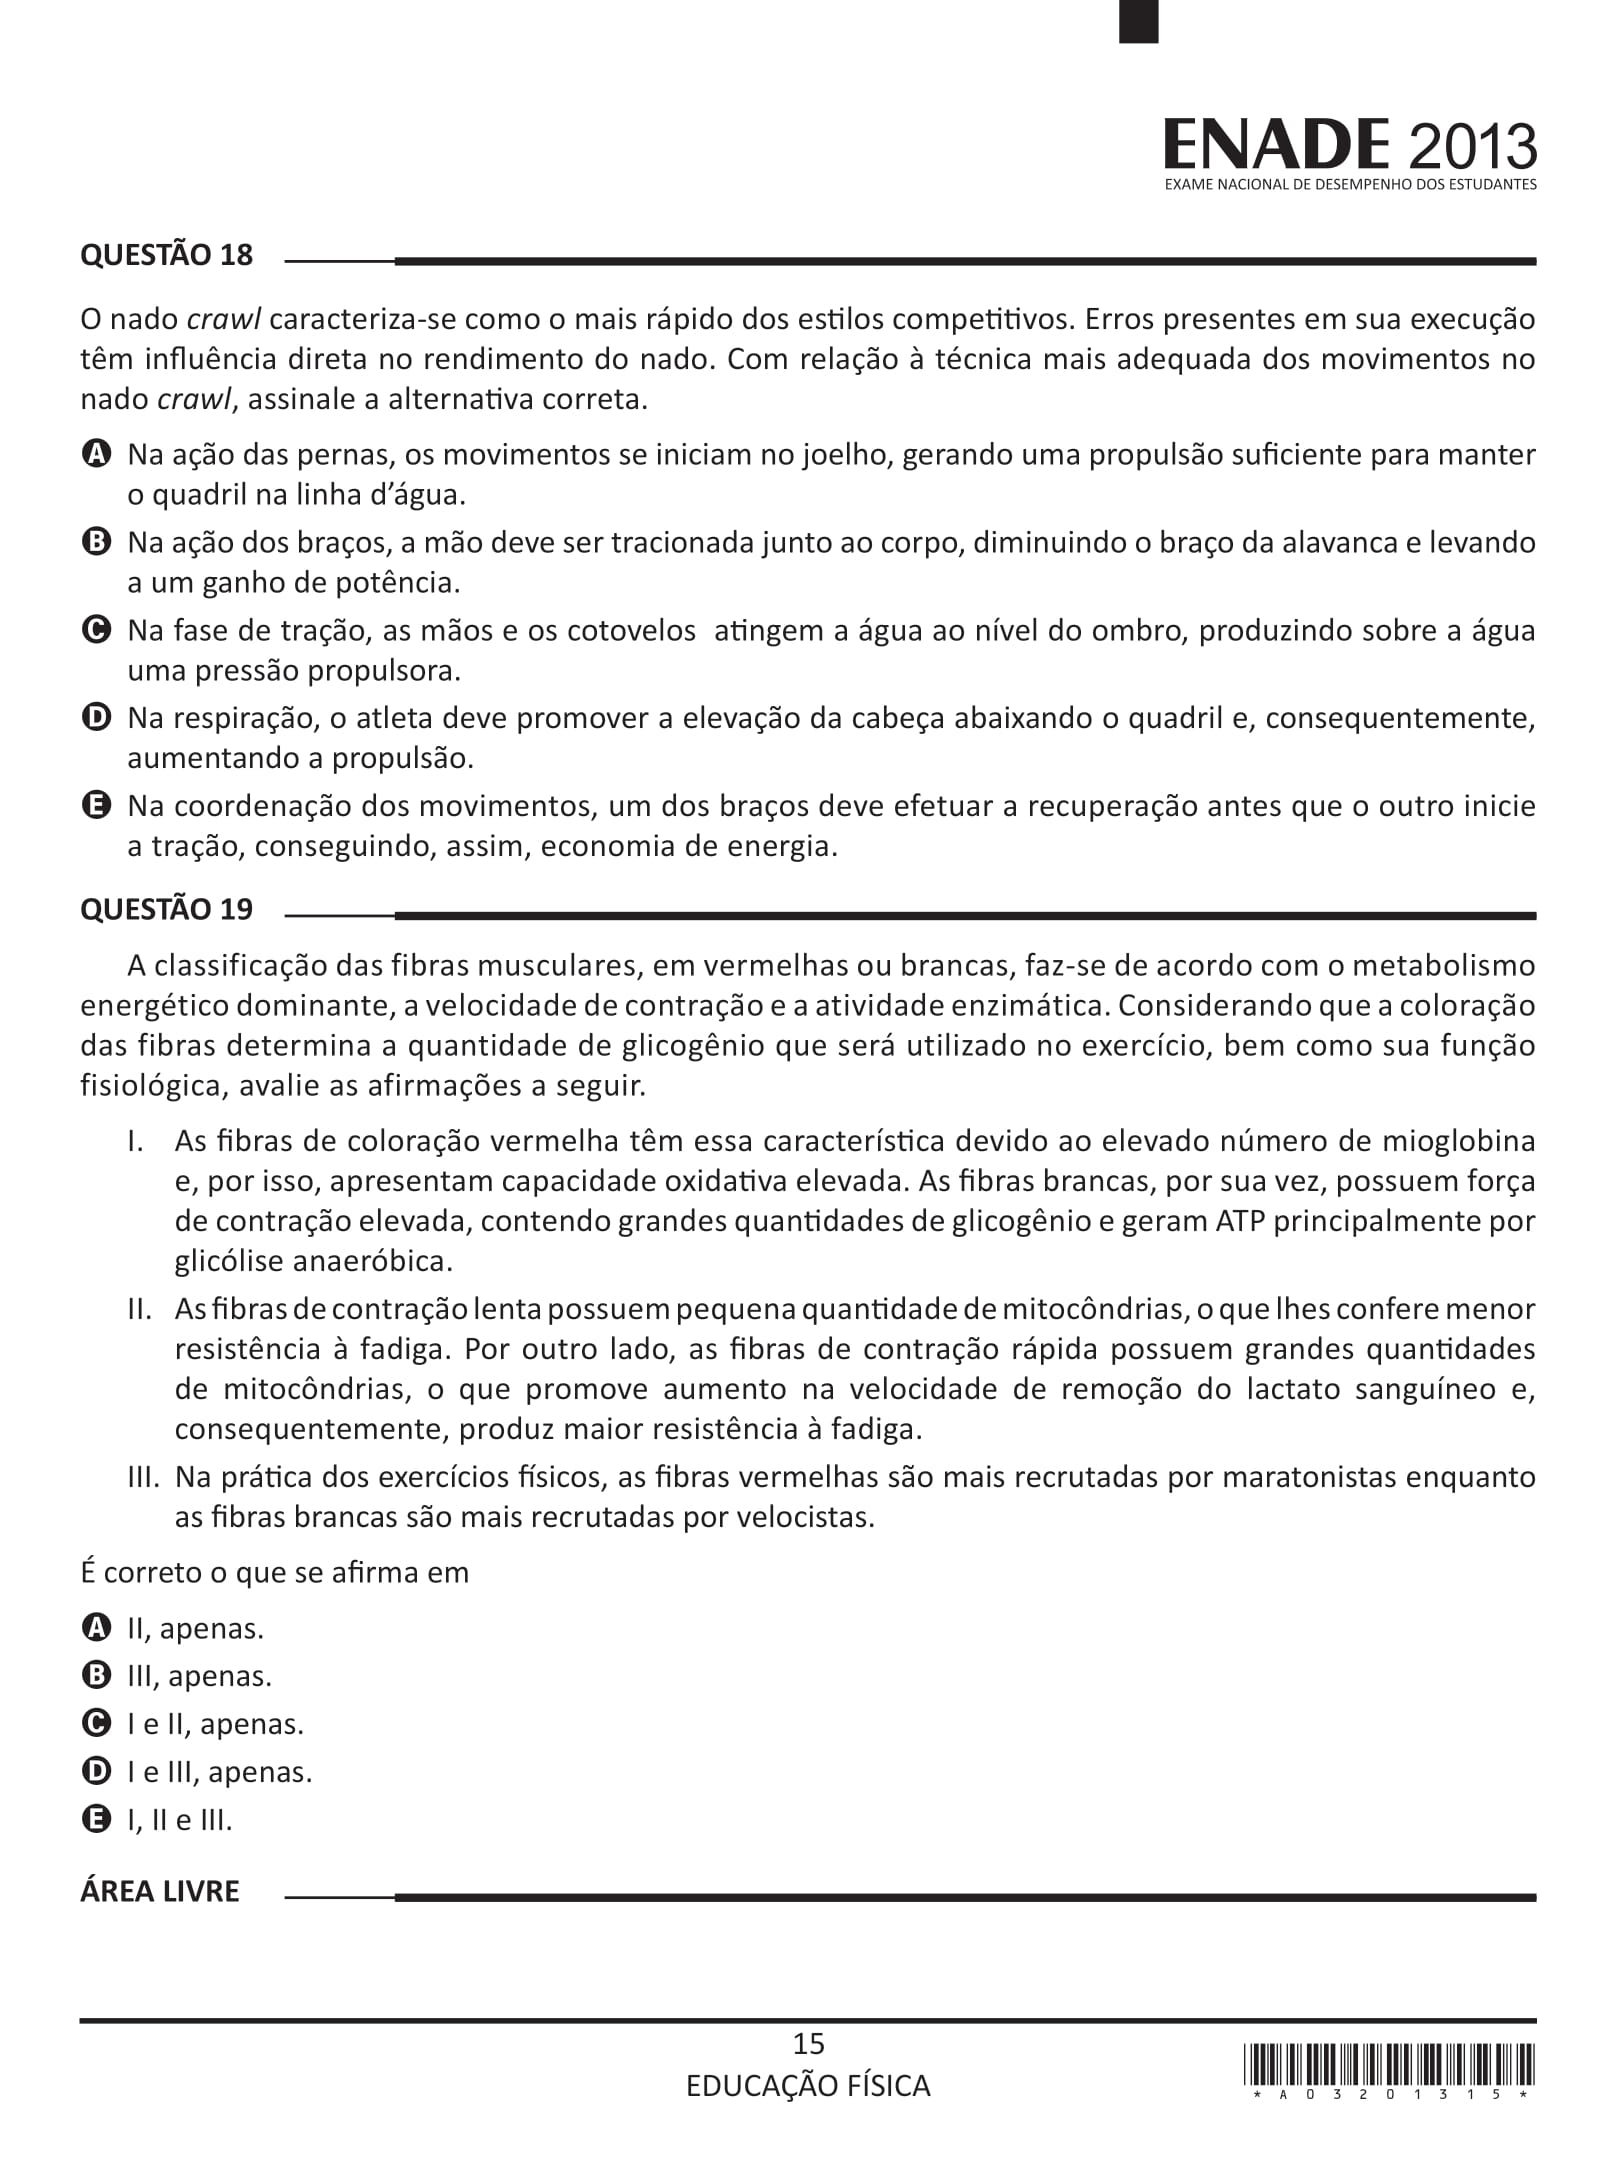 ENADE 2013
EXAME NACIONAL DE DESEMPENHO DOS ESTUDANTES
QUESTÃO 18
O nado crawl caracteriza-se como o mais rápido dos estilos competitivos. Erros presentes em sua execução
têm influência direta no rendimento do nado. Com relação à técnica mais adequada dos movimentos no
nado crawl, assinale a alternativa correta.
A Na ação das pernas, os movimentos se iniciam no joelho, gerando uma propulsão suficiente para manter
o quadril na linha d’água.
B Na ação dos braços, a mão deve ser tracionada junto ao corpo, diminuindo o braço da alavanca e levando
a um ganho de potência.
C Na fase de tração, as mãos e os cotovelos atingem a água ao nível do ombro, produzindo sobre a água
uma pressão propulsora.
D Na respiração, o atleta deve promover a elevação da cabeça abaixando o quadril e, consequentemente,
aumentando a propulsão.
E Na coordenação dos movimentos, um dos braços deve efetuar a recuperação antes que o outro inicie
a tração, conseguindo, assim, economia de energia.
QUESTÃO 19
A classificação das fibras musculares, em vermelhas ou brancas, faz-se de acordo com o metabolismo
energético dominante, a velocidade de contração e a atividade enzimática. Considerando que a coloração
das fibras determina a quantidade de glicogênio que será utilizado no exercício, bem como sua função
fisiológica, avalie as afirmações a seguir.
I. As fibras de coloração vermelha têm essa característica devido ao elevado número de mioglobina
e, por isso, apresentam capacidade oxidativa elevada. As fibras brancas, por sua vez, possuem força
de contração elevada, contendo grandes quantidades de glicogênio e geram ATP principalmente por
glicólise anaeróbica.
II. As fibras de contração lenta possuem pequena quantidade de mitocôndrias, o que lhes confere menor
resistência à fadiga. Por outro lado, as fibras de contração rápida possuem grandes quantidades
de mitocôndrias, o que promove aumento na velocidade de remoção do lactato sanguíneo e,
consequentemente, produz maior resistência à fadiga.
III. Na prática dos exercícios físicos, as fibras vermelhas são mais recrutadas por maratonistas enquanto
as fibras brancas são mais recrutadas por velocistas.
É correto o que se afirma em
A II, apenas.
B III, apenas.
C I e II, apenas.
D I e III, apenas.
E I, II e III.
ÁREA LIVRE
15
EDUCAÇÃO FÍSICA
*A03201315*